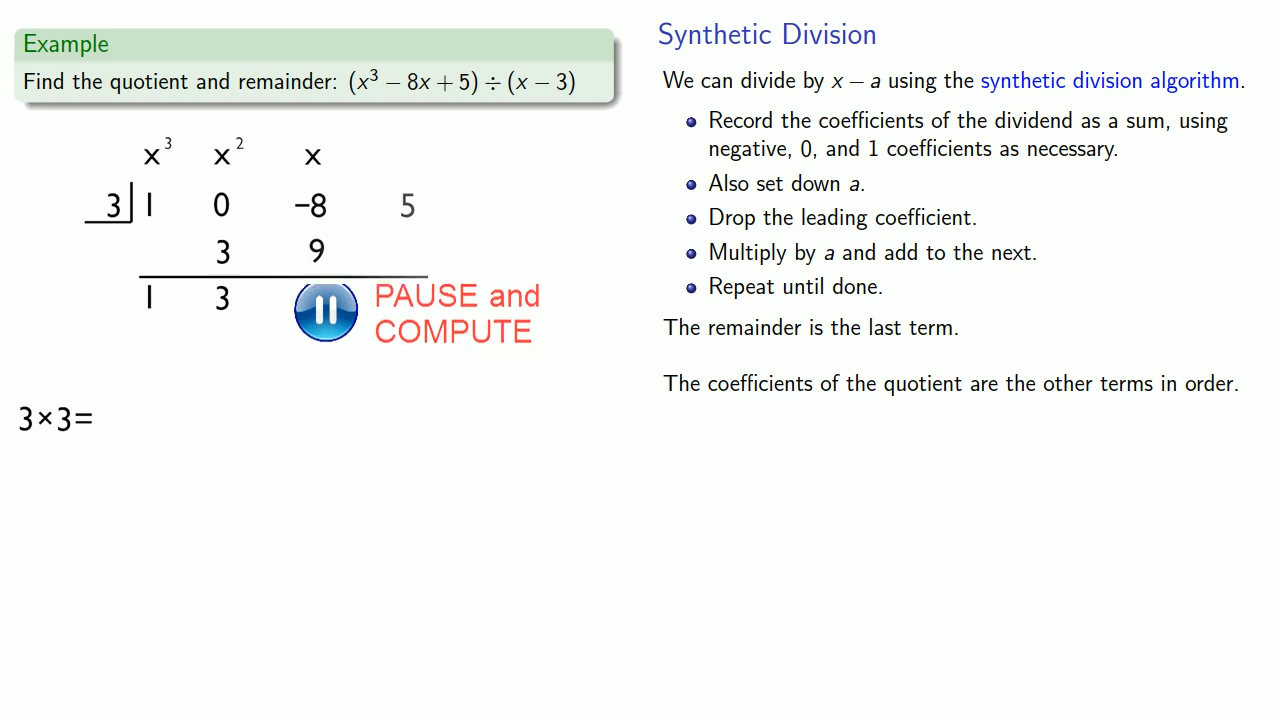 Example
Find the quotient and remainder: (x³ − 8x + 5) ÷ (x − 3)
x³ x² x
3 1 0 −8 5
3 9
1 3
PAUSE and
COMPUTE
3×3=
Synthetic Division
We can divide by x − a using the synthetic division algorithm.
• Record the coefficients of the dividend as a sum, using
negative, 0, and 1 coefficients as necessary.
• Also set down a.
• Drop the leading coefficient.
• Multiply by a and add to the next.
• Repeat until done.
The remainder is the last term.
The coefficients of the quotient are the other terms in order.